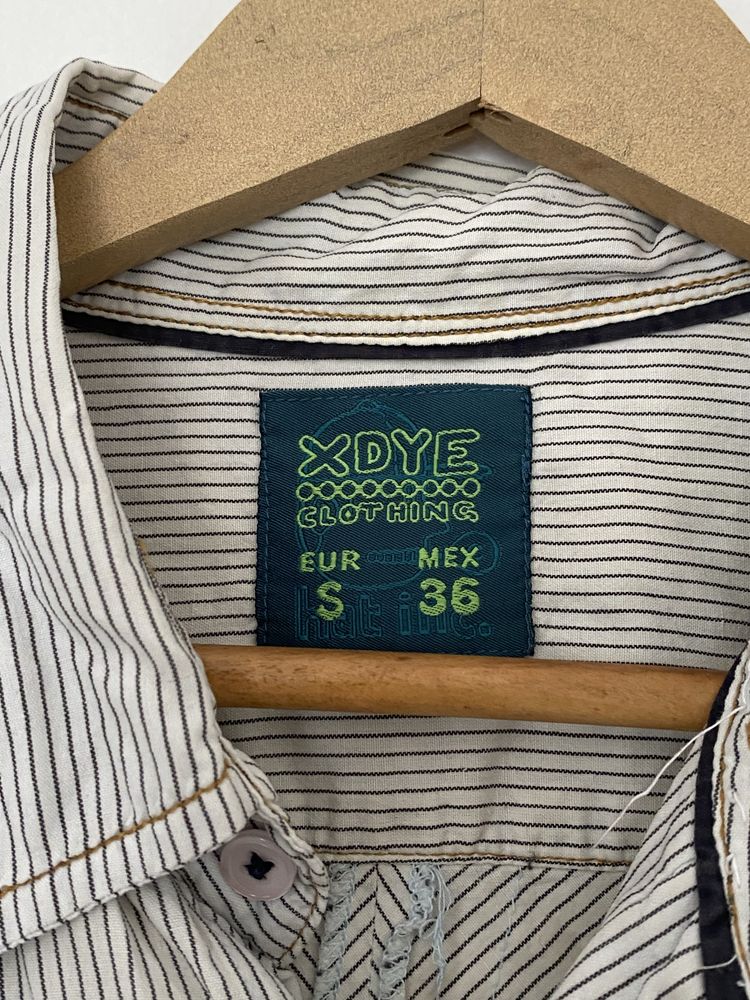 XDYE
CLOTHING
EUR MEX
S 36
hat inc.